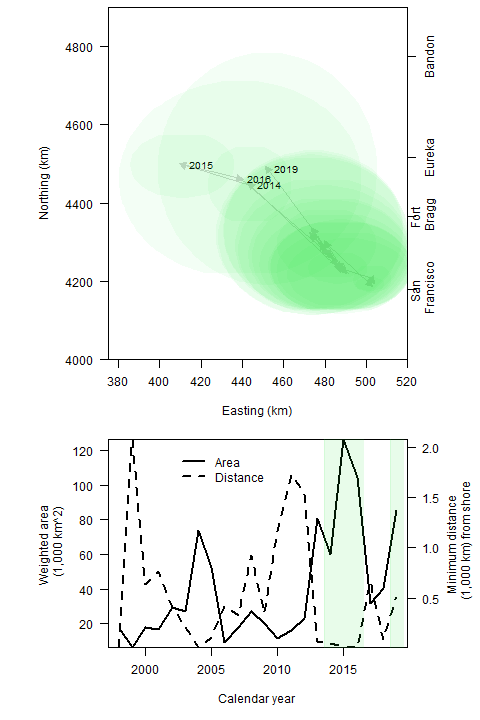 4800
4600
4400
4200
4000
Northing (km)
2015
2016
2014
2019
Bandon
Eureka
Fort
Bragg
San
Francisco
380
400
420
440
460
480
500
520
Easting (km)
120
100
80
60
40
20
Weighted area
(1,000 km^2)
Area
Distance
2.0
1.5
1.0
0.5
Minimum distance
(1,000 km) from shore
2000
2005
2010
2015
Calendar year